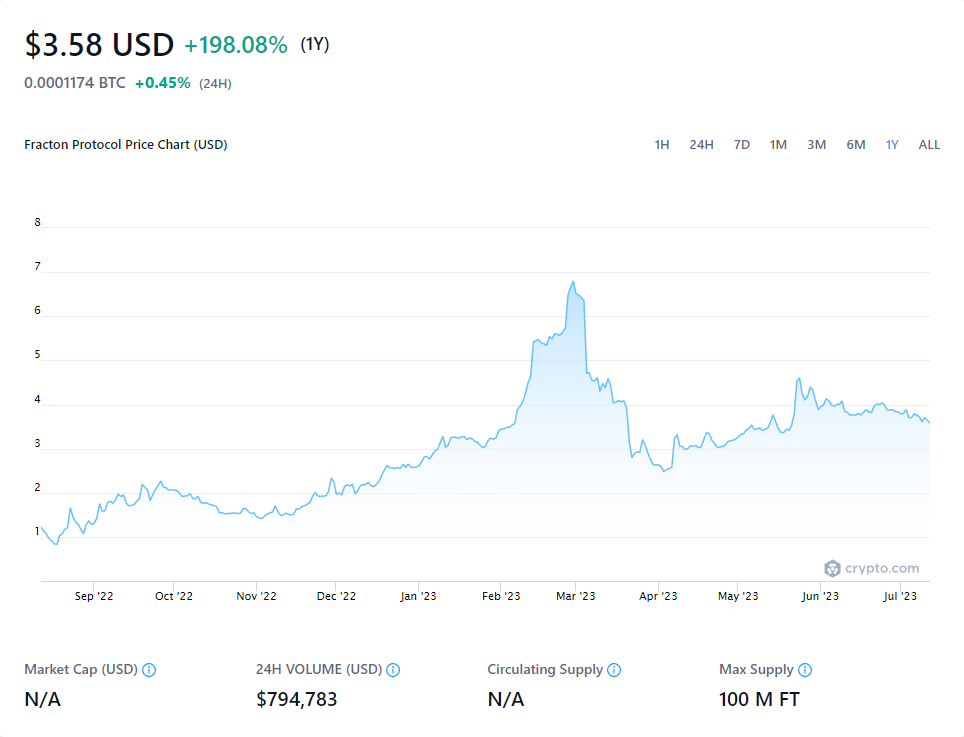 $3.58 USD +198.08% (1Y)
0.0001174 BTC +0.45% (24H)
Fracton Protocol Price Chart (USD) 1H 24H 7D 1M 3M 6M 1Y ALL
8
7
6
5
4
3
2
1
crypto.com
Sep '22 Oct '22 Nov '22 Dec '22 Jan '23 Feb '23 Mar '23 Apr '23 May '23 Jun '23 Jul '23
Market Cap (USD) 24H VOLUME (USD) Circulating Supply Max Supply
N/A $794,783 N/A 100 M FT